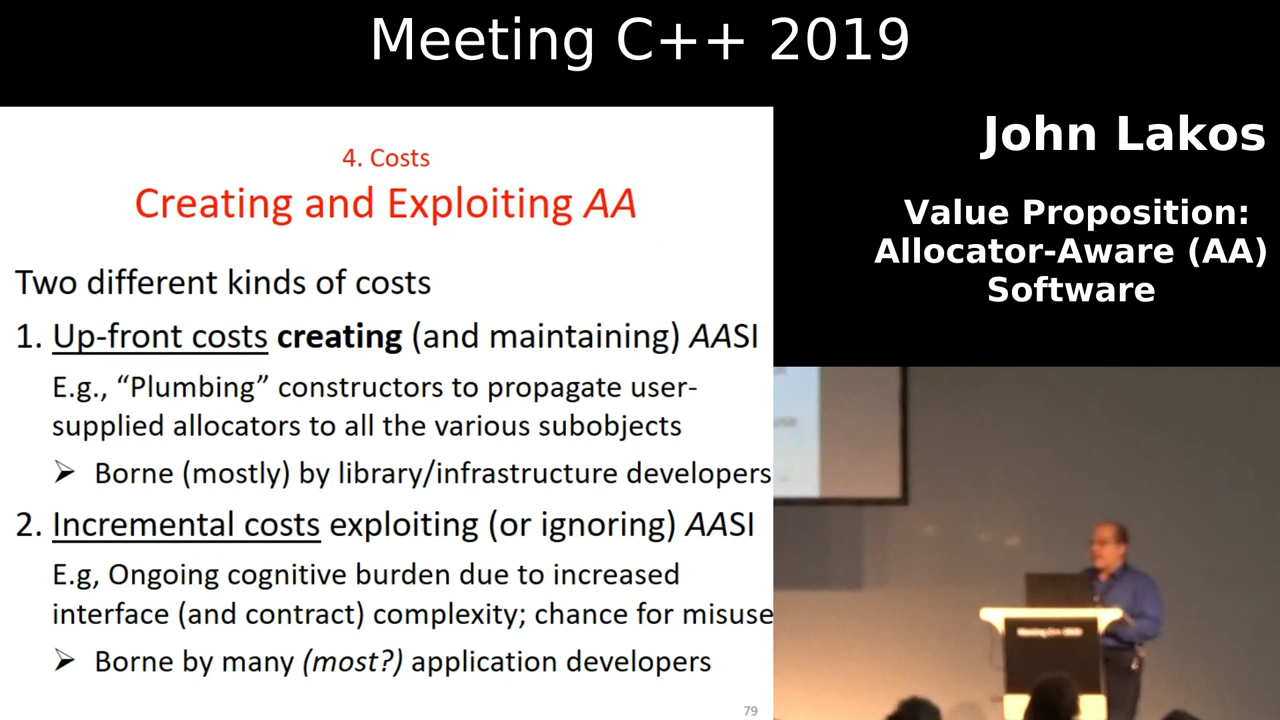 Meeting C++ 2019
John Lakos
Value Proposition:
Allocator-Aware (AA)
Software
4. Costs
Creating and Exploiting AA
Two different kinds of costs
1. Up-front costs creating (and maintaining) AASI
E.g., “Plumbing” constructors to propagate user-
supplied allocators to all the various subobjects
➢ Borne (mostly) by library/infrastructure developers
2. Incremental costs exploiting (or ignoring) AASI
E.g, Ongoing cognitive burden due to increased
interface (and contract) complexity; chance for misuse
➢ Borne by many (most?) application developers
79
Meeting C++ 2019